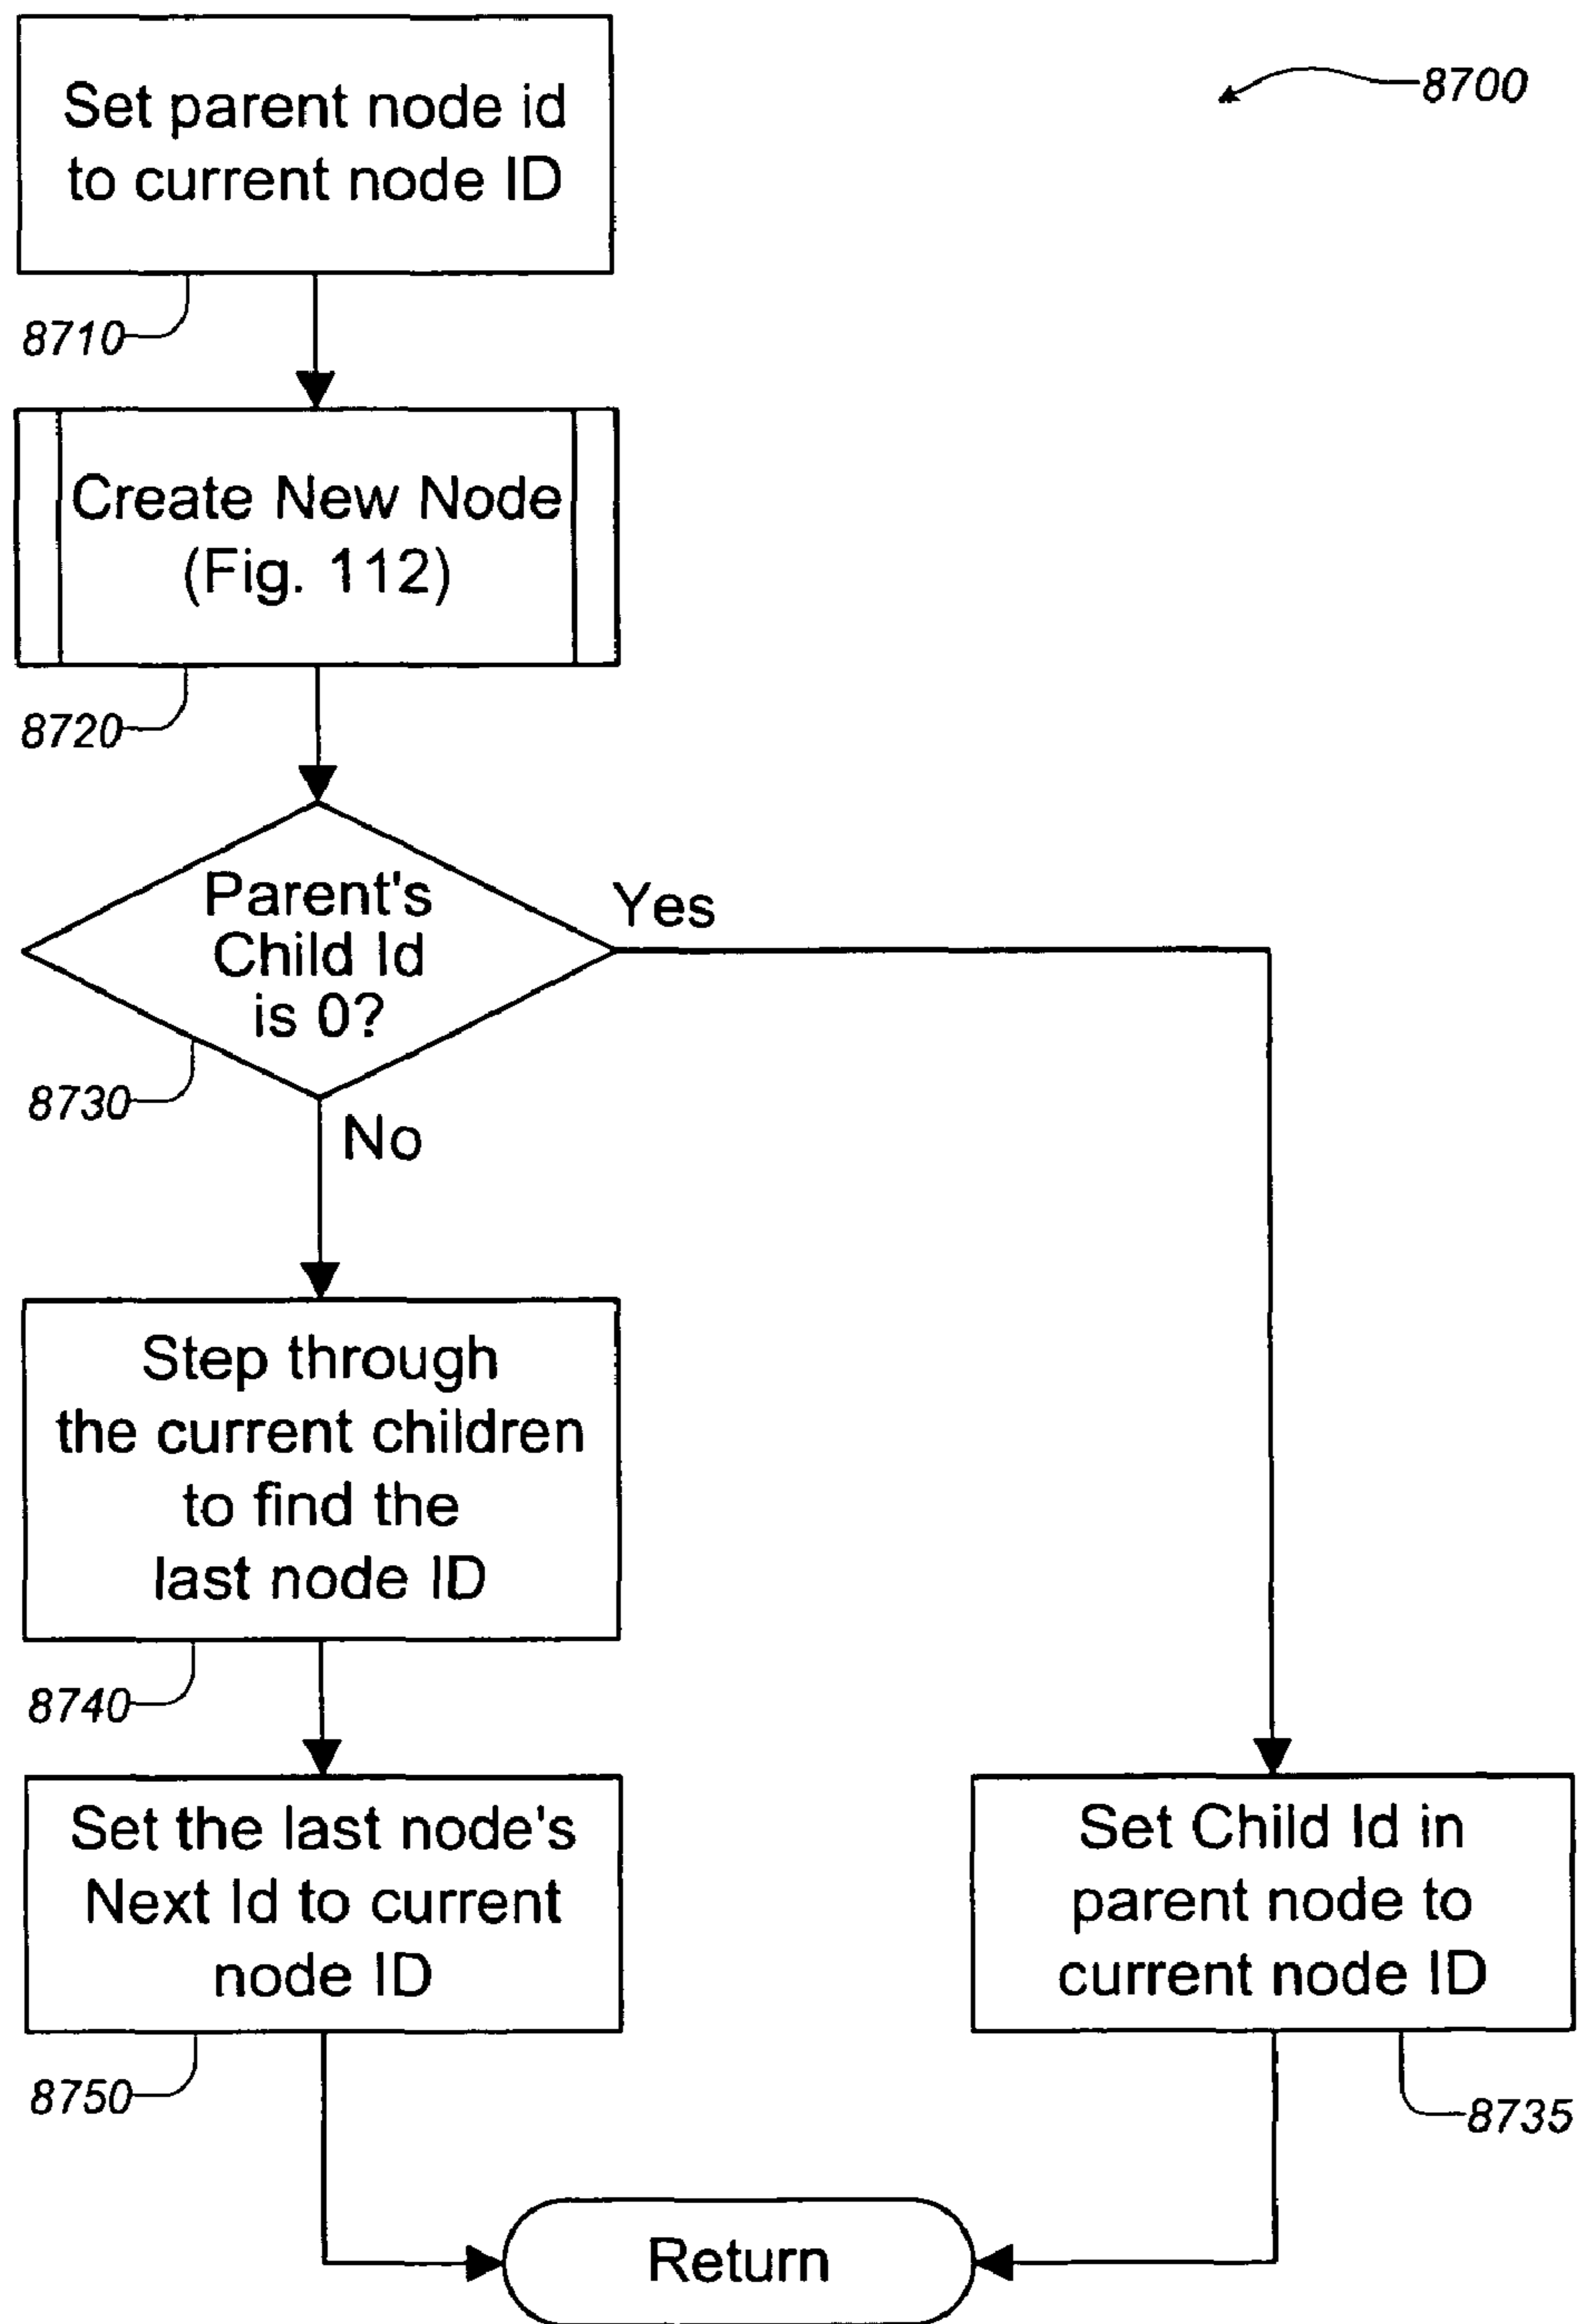 Set parent node id
to current node ID
8700
8710
Create New Node
(Fig. 112)
8720
Parent's
Child Id
is 0?
Yes
8730
No
Step through
the current children
to find the
last node ID
8740
Set the last node's
Next Id to current
node ID
8750
Set Child Id in
parent node to
current node ID
8735
Return